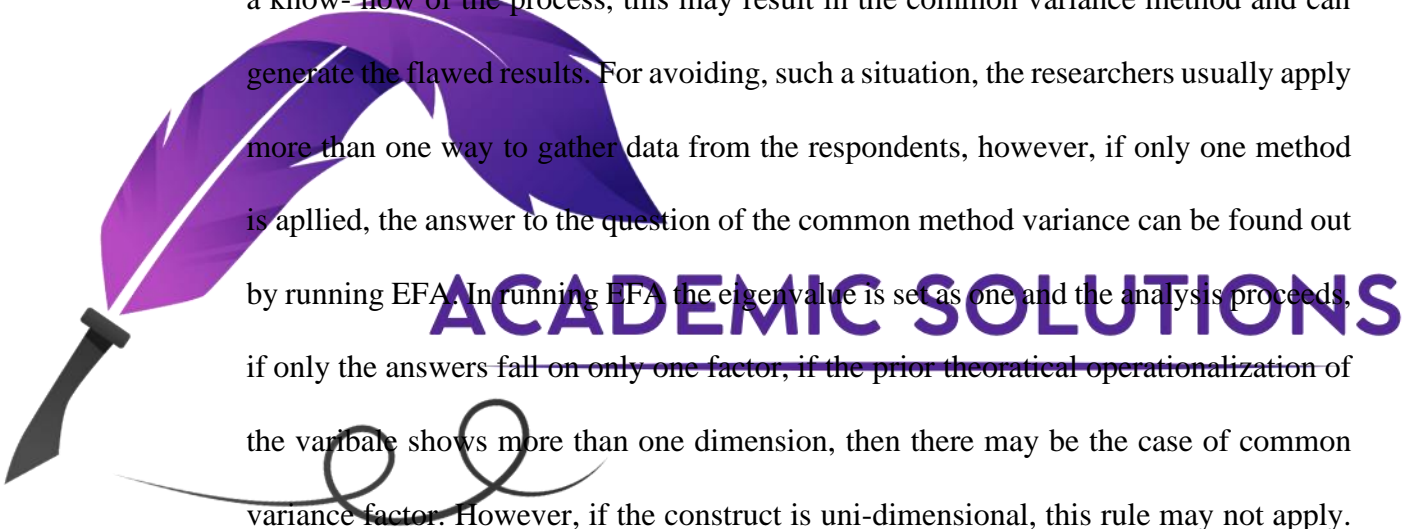 a know- how of the process, this may result in the common variance method and can
generate the flawed results. For avoiding, such a situation, the researchers usually apply
more than one way to gather data from the respondents, however, if only one method
is apllied, the answer to the question of the common method variance can be found out
by running EFA. In running EFA the eigenvalue is set as one and the analysis proceeds,
ACADEMIC SOLUTIONS
if only the answers fall on only one factor, if the prior theoratical operationalization of
the varibale shows more than one dimension, then there may be the case of common
variance factor. However, if the construct is uni-dimensional, this rule may not apply.